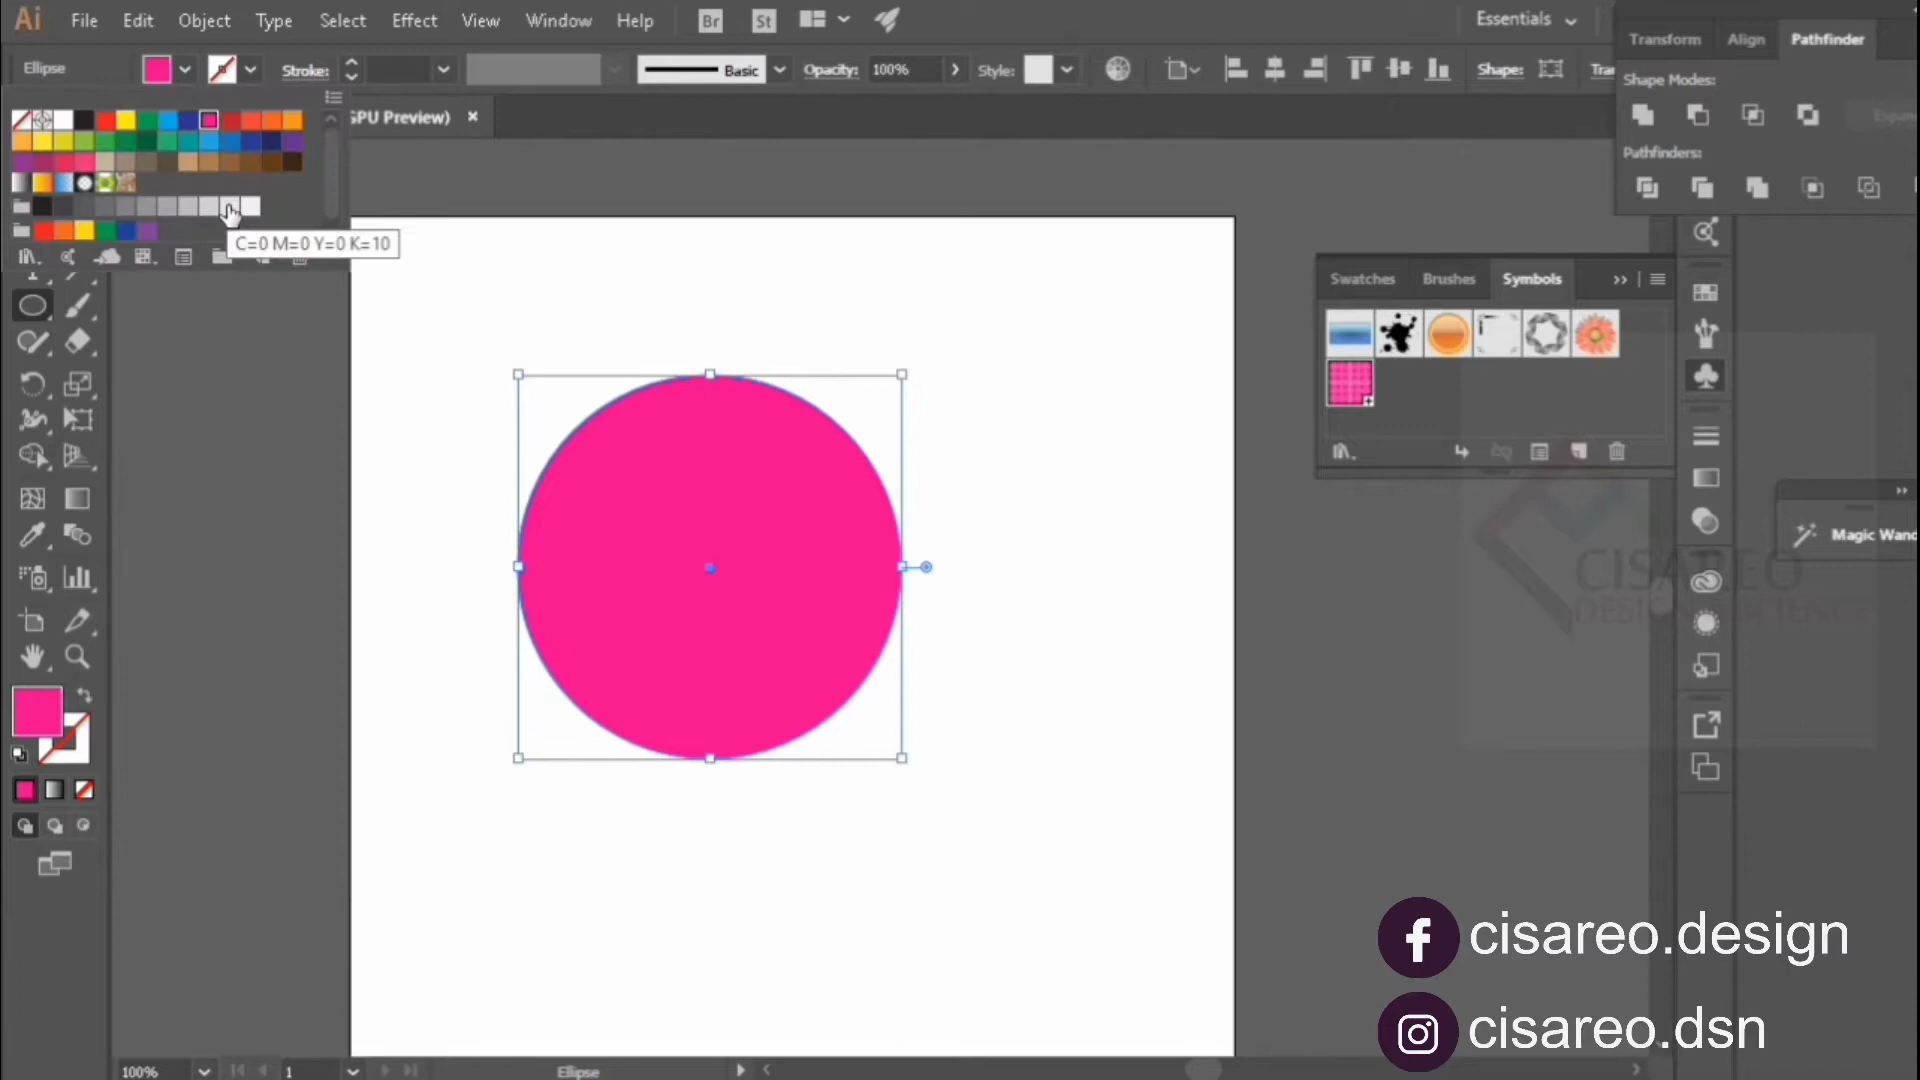 Ai File Edit Object Type Select Effect View Window Help Br St Essentials
Ellipse Stroke: Basic Opacity: 100% Style: Shape:
Transform Align Pathfinder
Shape Modes:
Pathfinders:
GPU Preview) ×
C=0 M=0 Y=0 K=10
Swatches Brushes Symbols
Magic Wand
CISAREO
cisareo.design
cisareo.dsn
100% 1 Ellipse